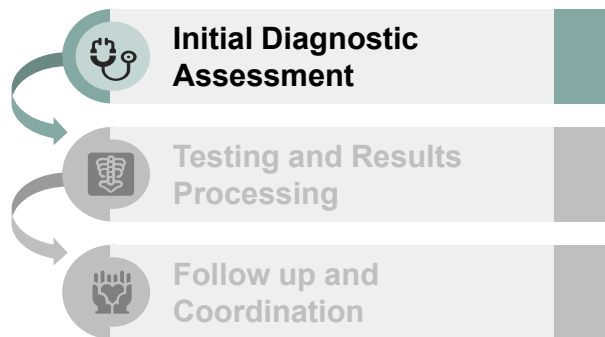 Initial Diagnostic
Assessment
Testing and Results
Processing
Follow up and
Coordination